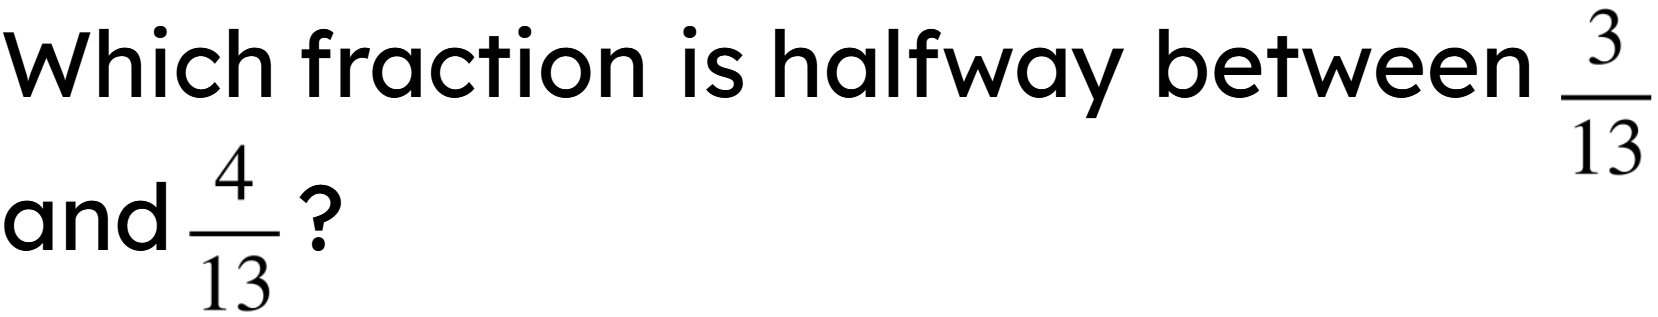 Which fraction is halfway between 3/13
and 4/13 ?